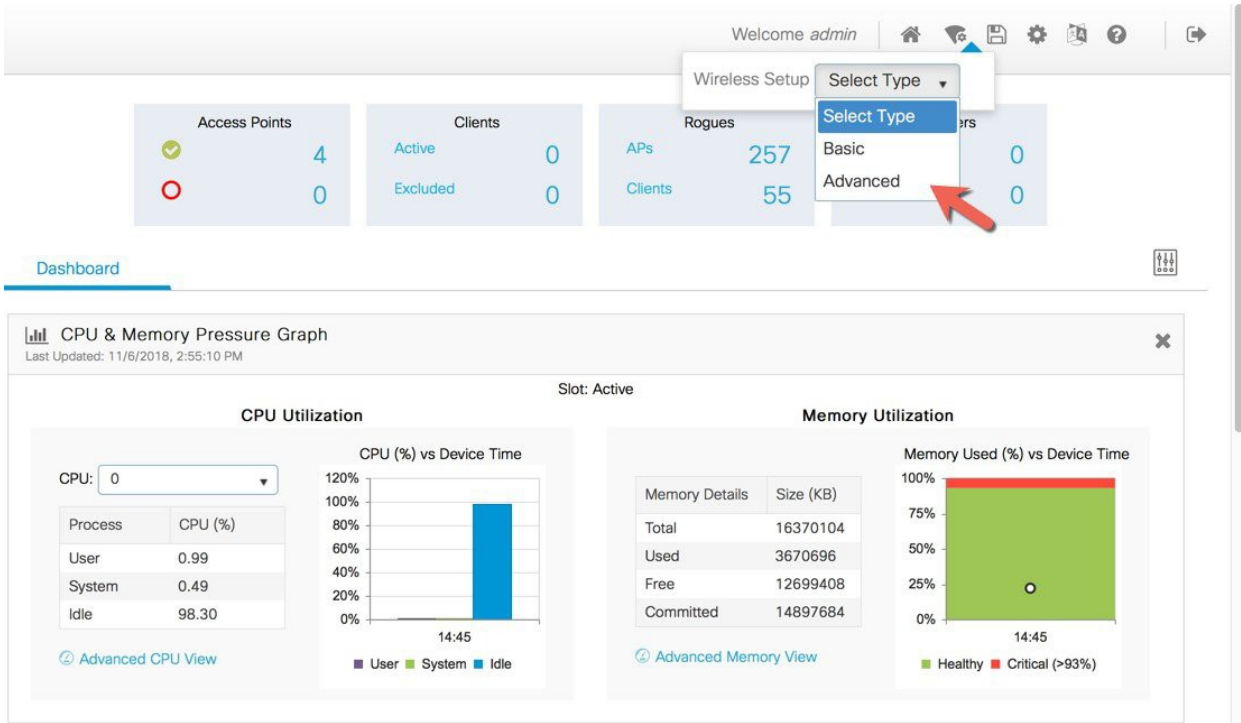 Welcome admin
Wireless Setup Select Type
Select Type
Basic
Advanced
Access Points
4
0
Clients
Active 0
Excluded 0
Rogues
APs 257
Clients 55
ers
0
0
Dashboard
CPU & Memory Pressure Graph
Last Updated: 11/6/2018, 2:55:10 PM
Slot: Active
CPU Utilization
CPU: 0
Process CPU (%)
User 0.99
System 0.49
Idle 98.30
Advanced CPU View
CPU (%) vs Device Time
120%
100%
80%
60%
40%
20%
0%
14:45
User System Idle
Memory Utilization
Memory Details Size (KB)
Total 16370104
Used 3670696
Free 12699408
Committed 14897684
Advanced Memory View
Memory Used (%) vs Device Time
100%
75%
50%
25%
0%
14:45
Healthy Critical (>93%)